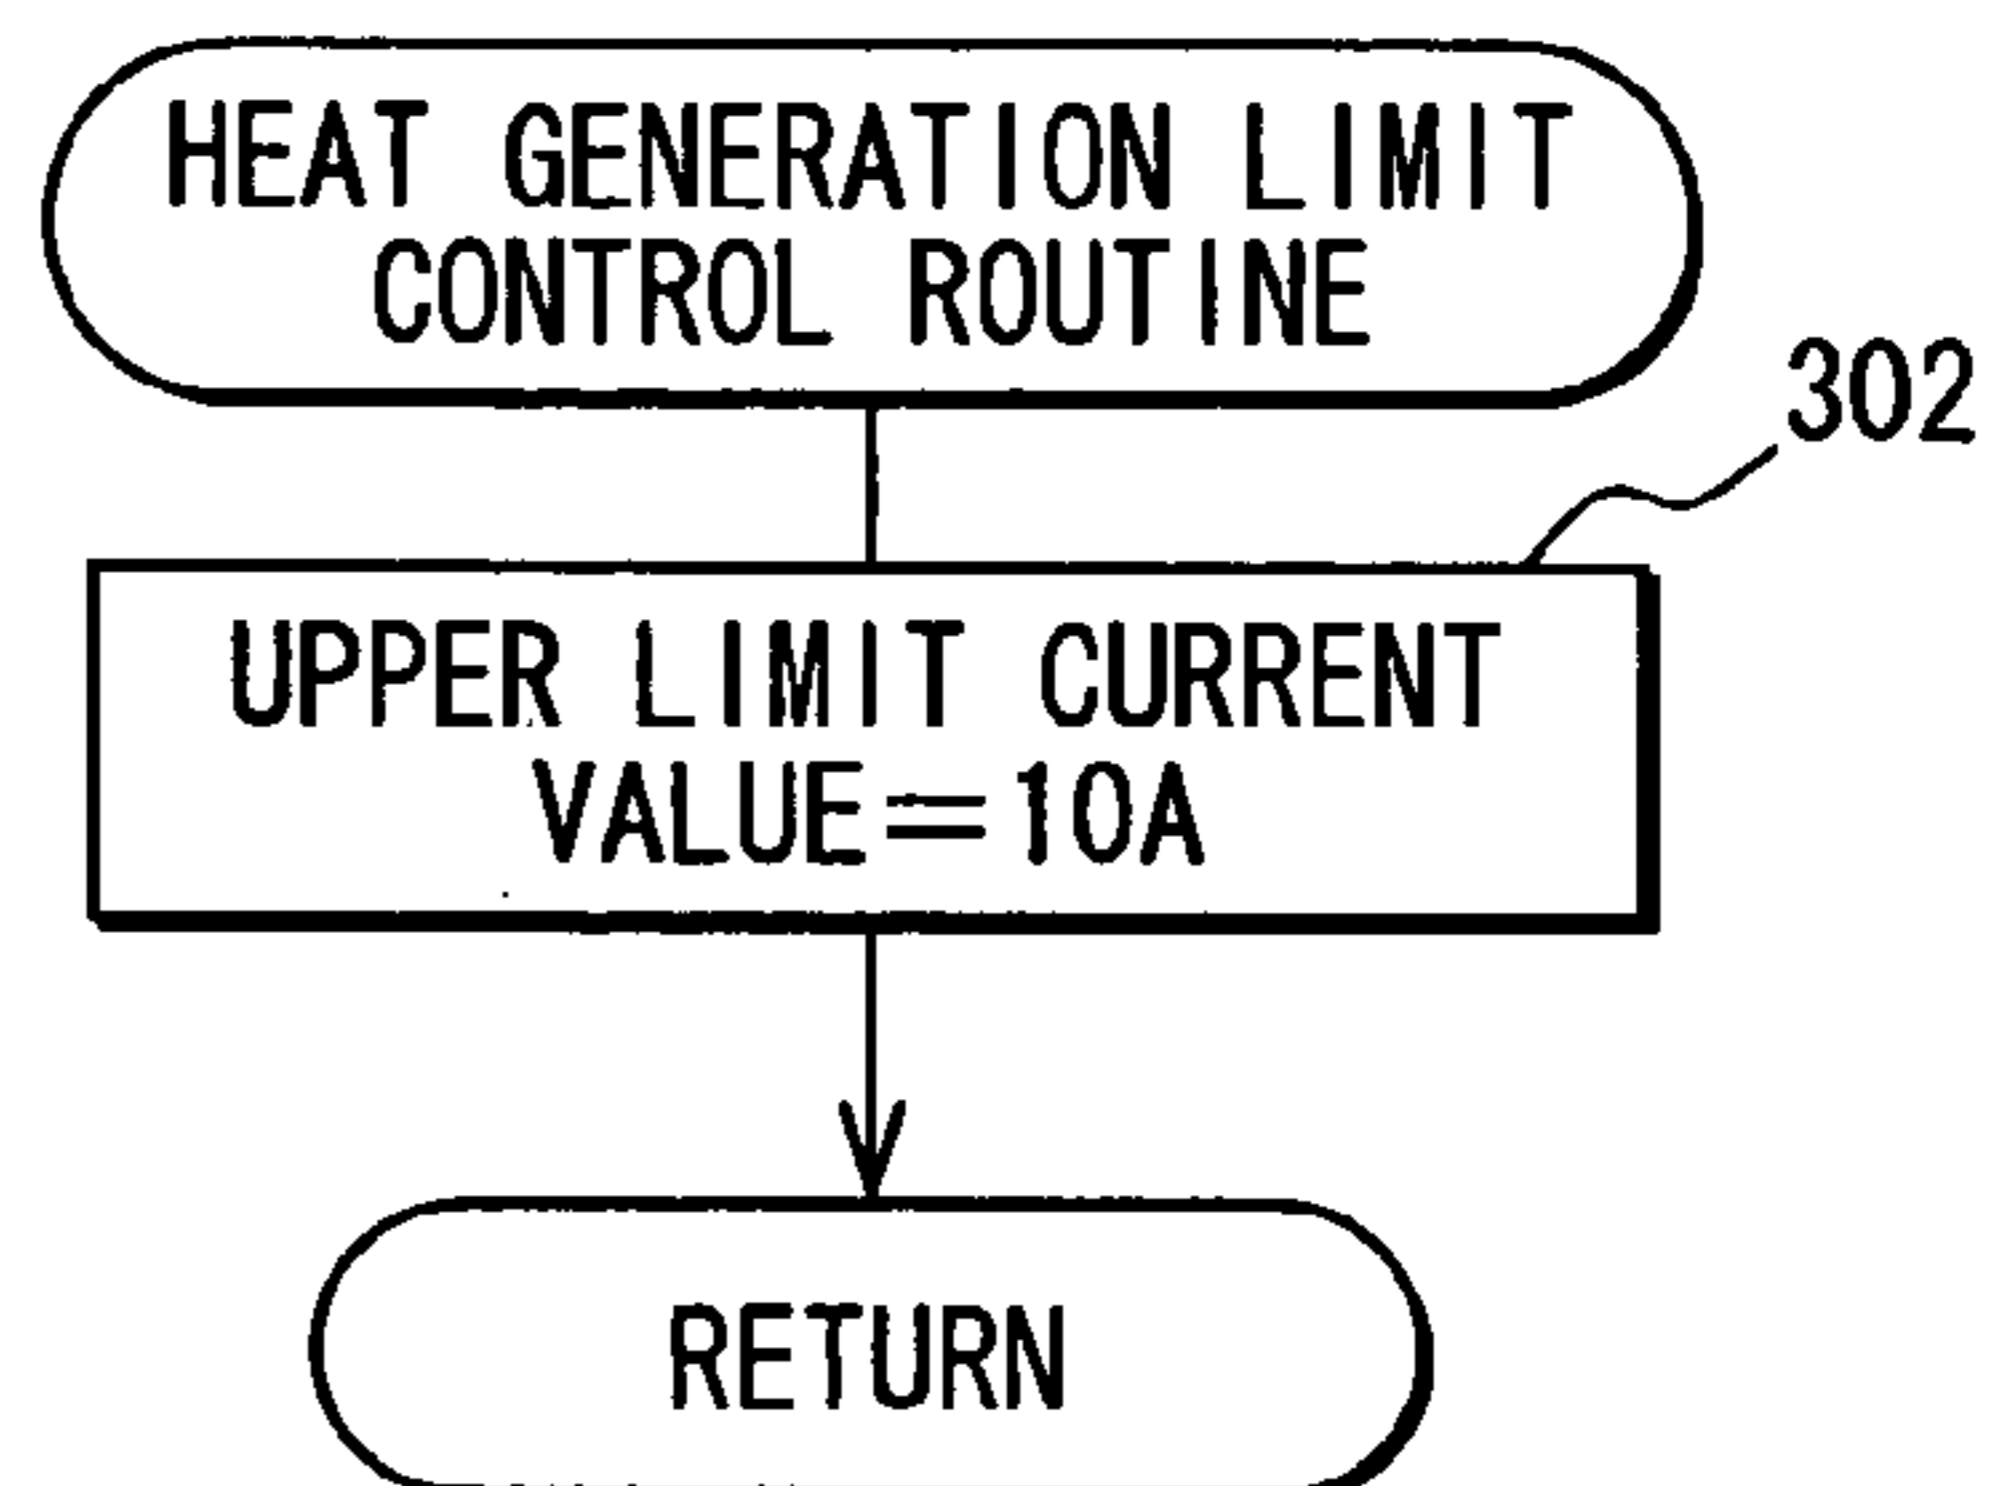 HEAT GENERATION LIMIT
CONTROL ROUTINE
302
UPPER LIMIT CURRENT
VALUE=10A
RETURN